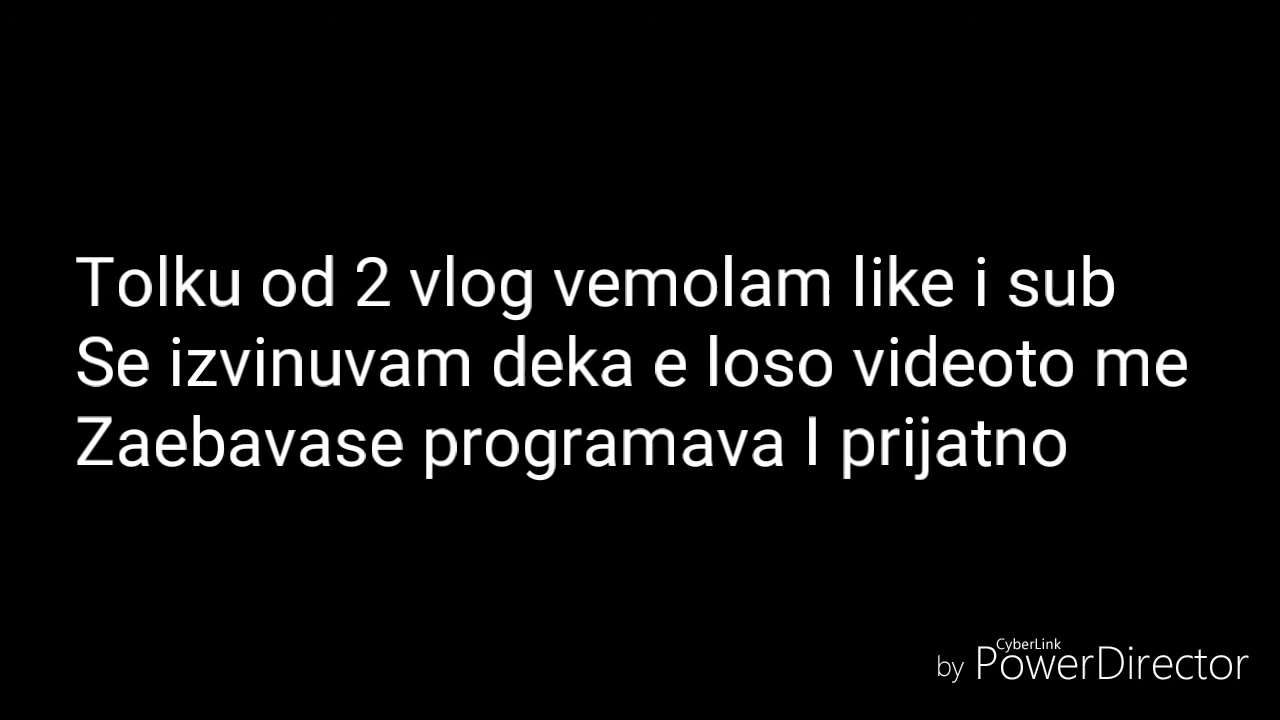 Tolku od 2 vlog vemolam like i sub
Se izvinuvam deka e loso videoto me
Zaebavase programava I prijatno
by CyberLink PowerDirector